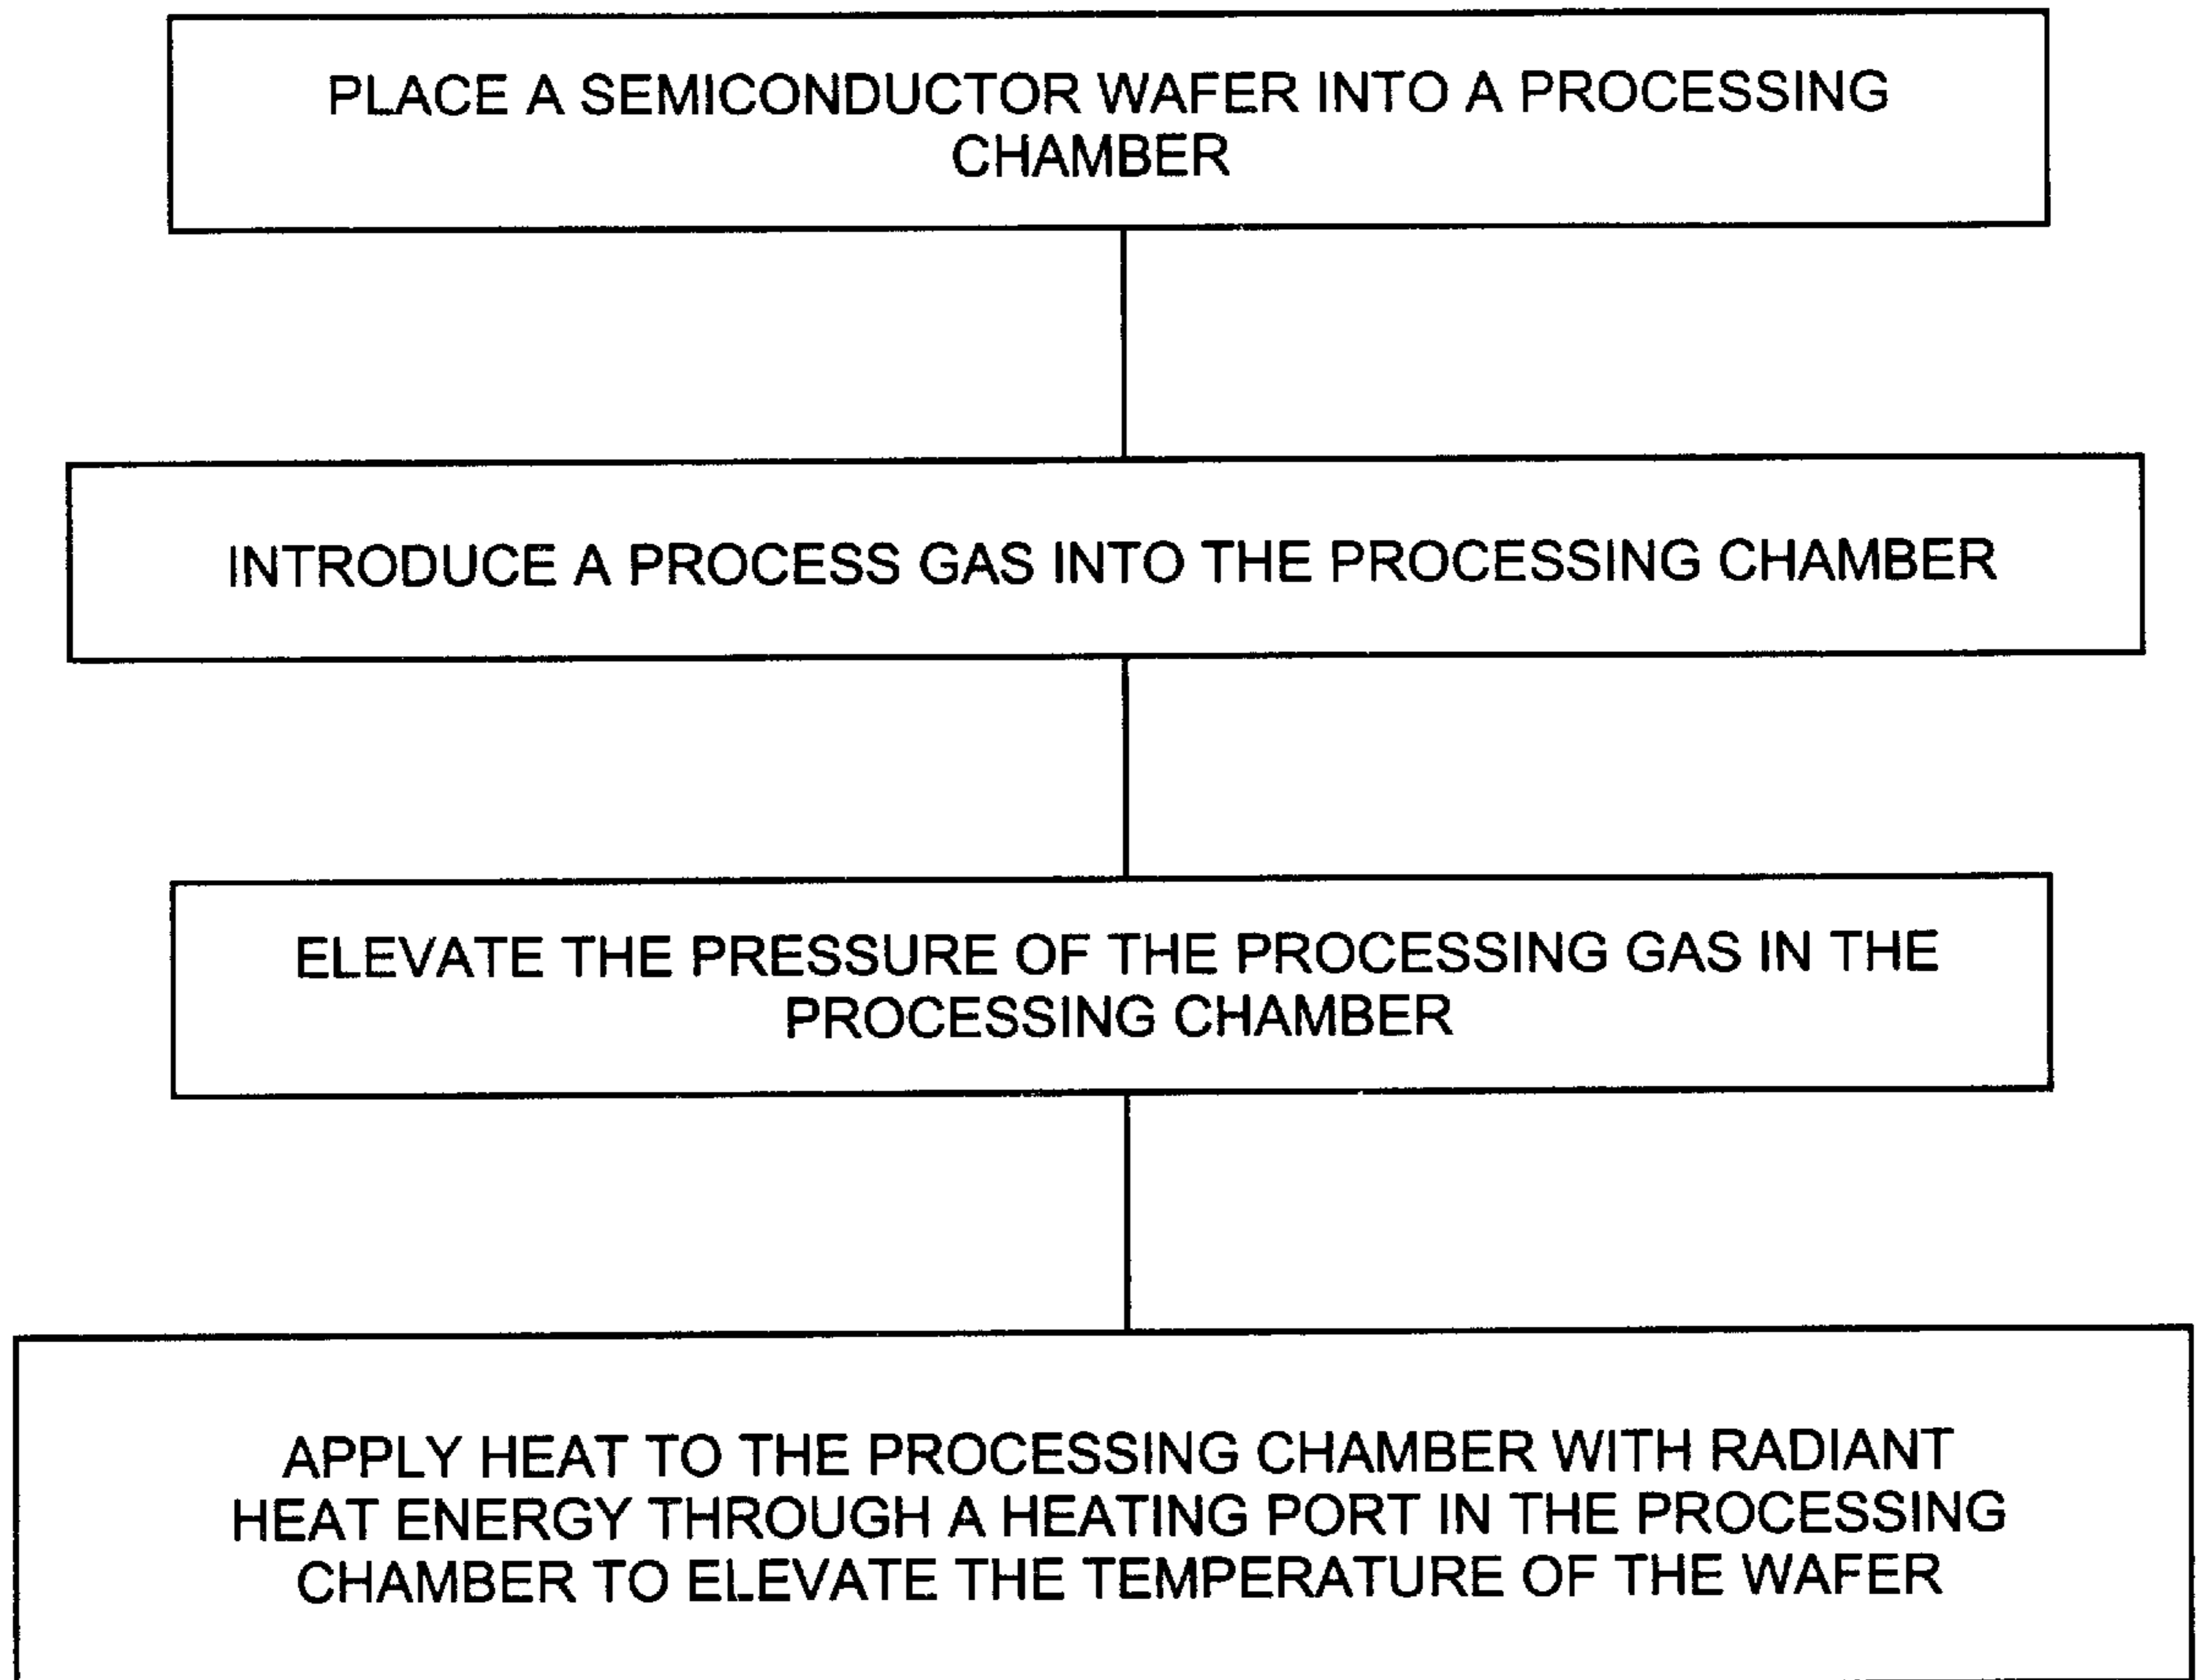 PLACE A SEMICONDUCTOR WAFER INTO A PROCESSING
CHAMBER
INTRODUCE A PROCESS GAS INTO THE PROCESSING CHAMBER
ELEVATE THE PRESSURE OF THE PROCESSING GAS IN THE
PROCESSING CHAMBER
APPLY HEAT TO THE PROCESSING CHAMBER WITH RADIANT
HEAT ENERGY THROUGH A HEATING PORT IN THE PROCESSING
CHAMBER TO ELEVATE THE TEMPERATURE OF THE WAFER